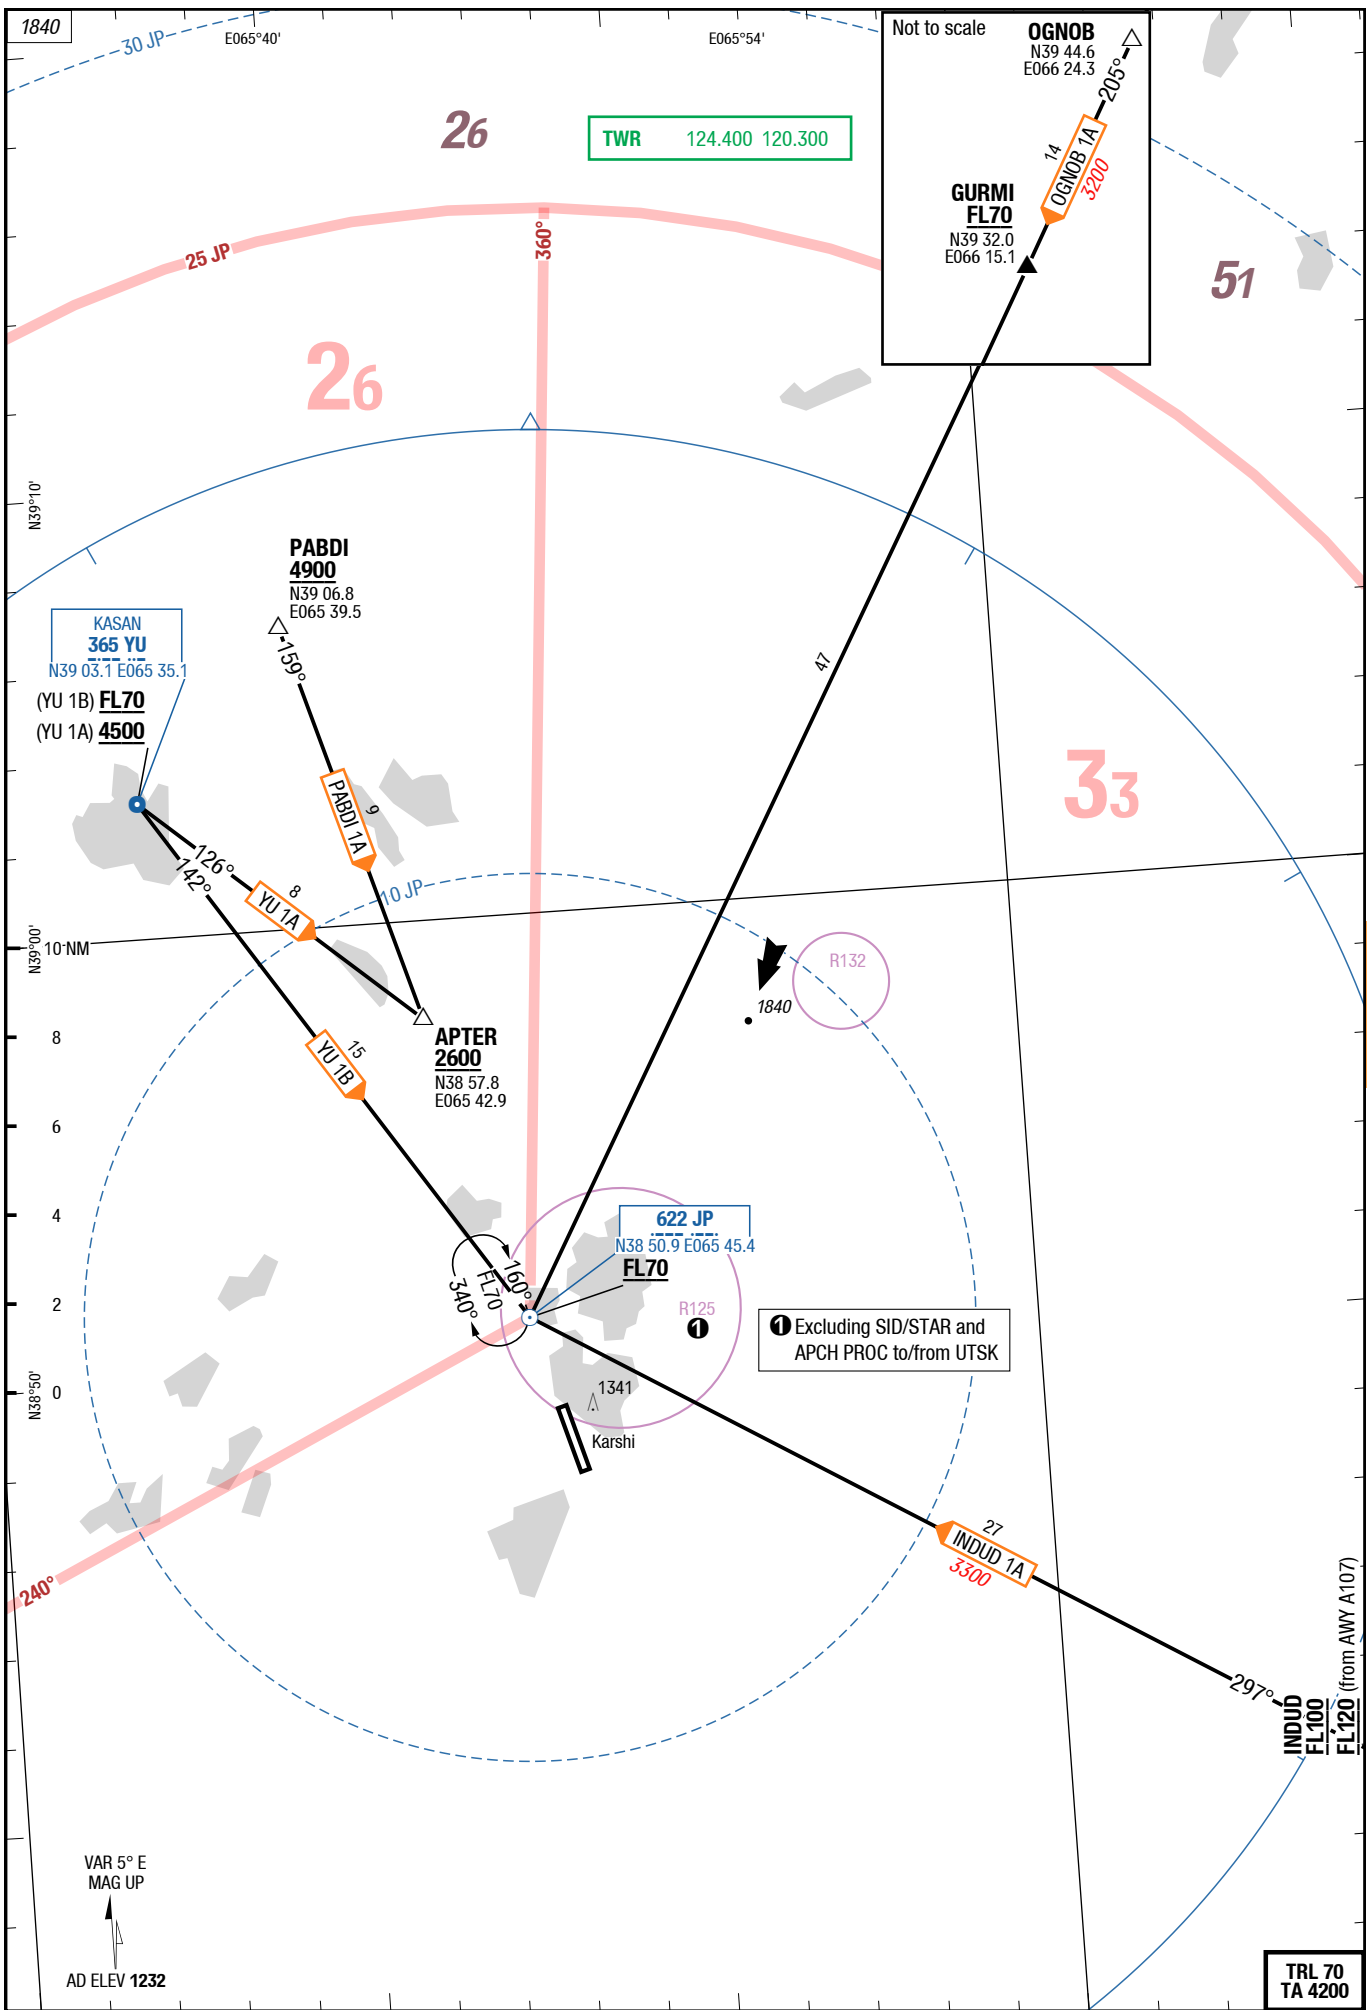 1840
30 JP
E065°40'
E065°54'
Not to scale
OGNOB
N39 44.6
E066 24.3
205°
26
TWR 124.400 120.300
14
OGNOB 1A
3200
GURMI
FL70
N39 32.0
E066 15.1
25 JP
360°
51
26
N39°10'
PABDI
4900
N39 06.8
E065 39.5
159°
KASAN
365 YU
N39 03.1 E065 35.1
(YU 1B) FL70
(YU 1A) 4500
47
33
9
PABDI 1A
126°
142°
8
YU 1A
10 JP
N39°00'
10 NM
R132
1840
8
15
YU 1B
APTER
2600
N38 57.8
E065 42.9
6
4
622 JP
N38 50.9 E065 45.4
FL70
160°
FL70
340°
2
R125
1
1 Excluding SID/STAR and
APCH PROC to/from UTSK
N38°50'
0
1341
Karshi
240°
27
INDUD 1A
3300
297°
INDUD
FL100
FL120 (from AWY A107)
VAR 5° E
MAG UP
AD ELEV 1232
TRL 70
TA 4200